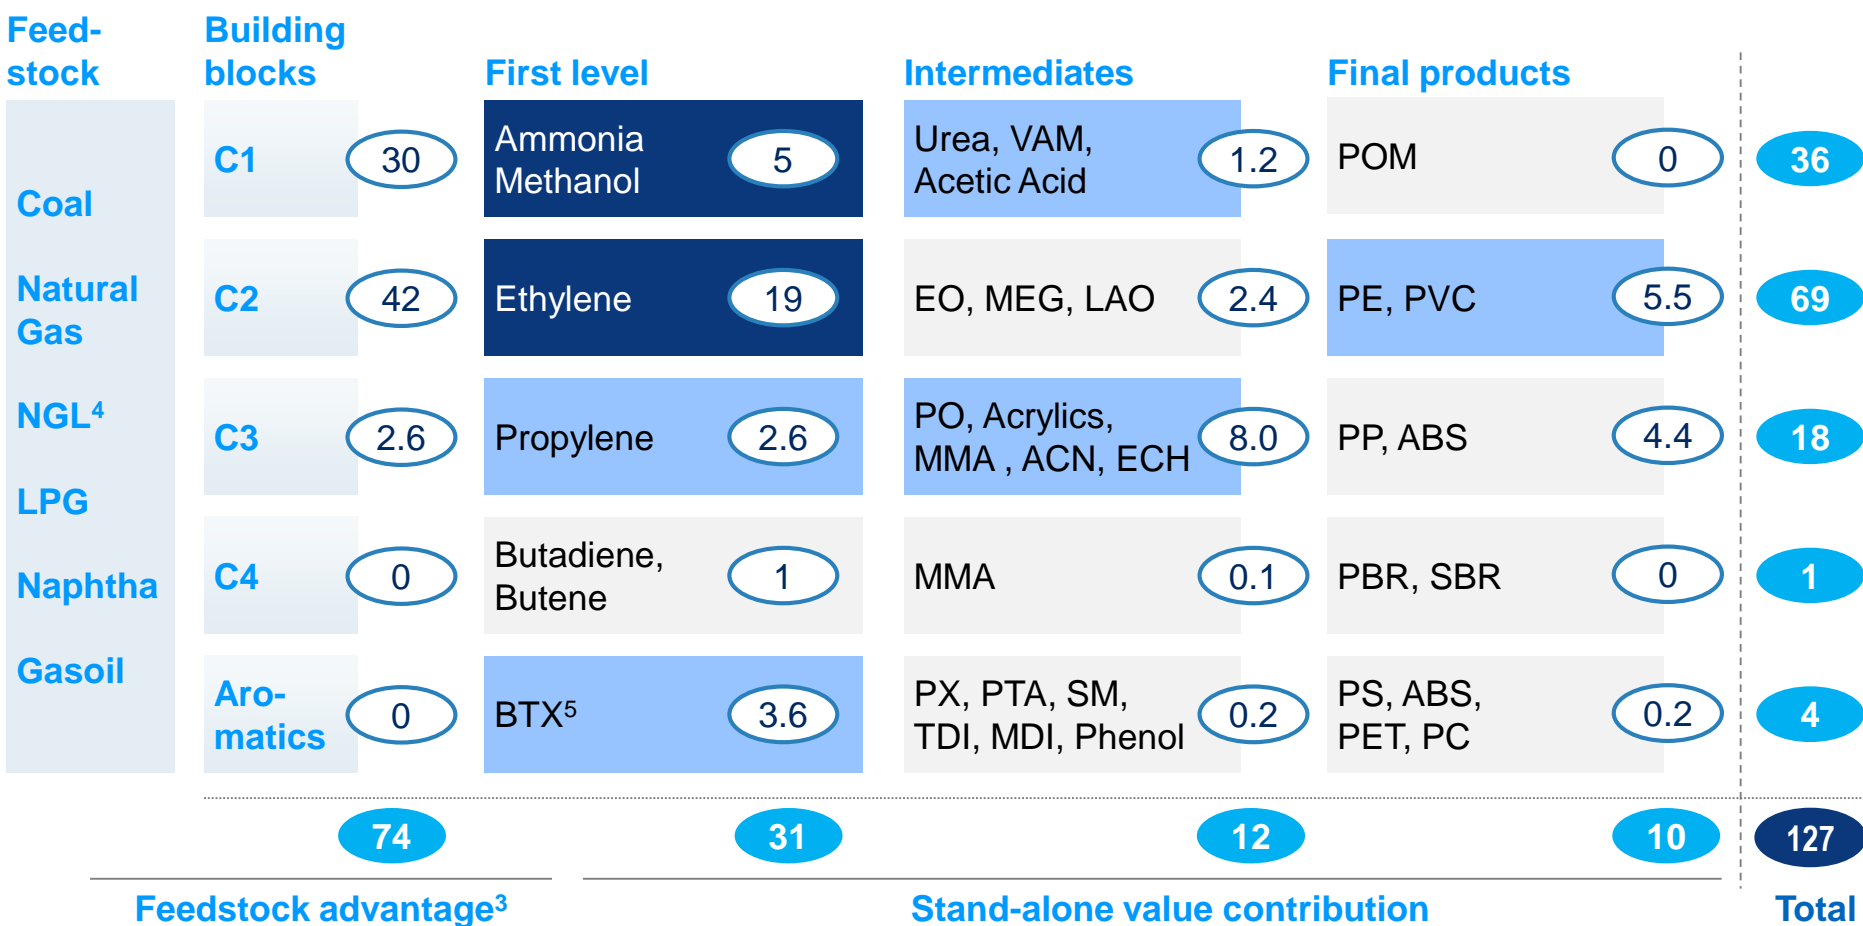 Feed-
stock
Building
blocks
First level
Intermediates
Final products
Coal
Natural
Gas
NGL⁴
LPG
Naphtha
Gasoil
C1
30
Ammonia
Methanol
5
Urea, VAM,
Acetic Acid
1.2
POM
0
36
C2
42
Ethylene
19
EO, MEG, LAO
2.4
PE, PVC
5.5
69
C3
2.6
Propylene
2.6
PO, Acrylics,
MMA , ACN, ECH
8.0
PP, ABS
4.4
18
C4
0
Butadiene,
Butene
1
MMA
0.1
PBR, SBR
0
1
Aro-
matics
0
BTX⁵
3.6
PX, PTA, SM,
TDI, MDI, Phenol
0.2
PS, ABS,
PET, PC
0.2
4
74
31
12
10
127
Feedstock advantage³
Stand-alone value contribution
Total